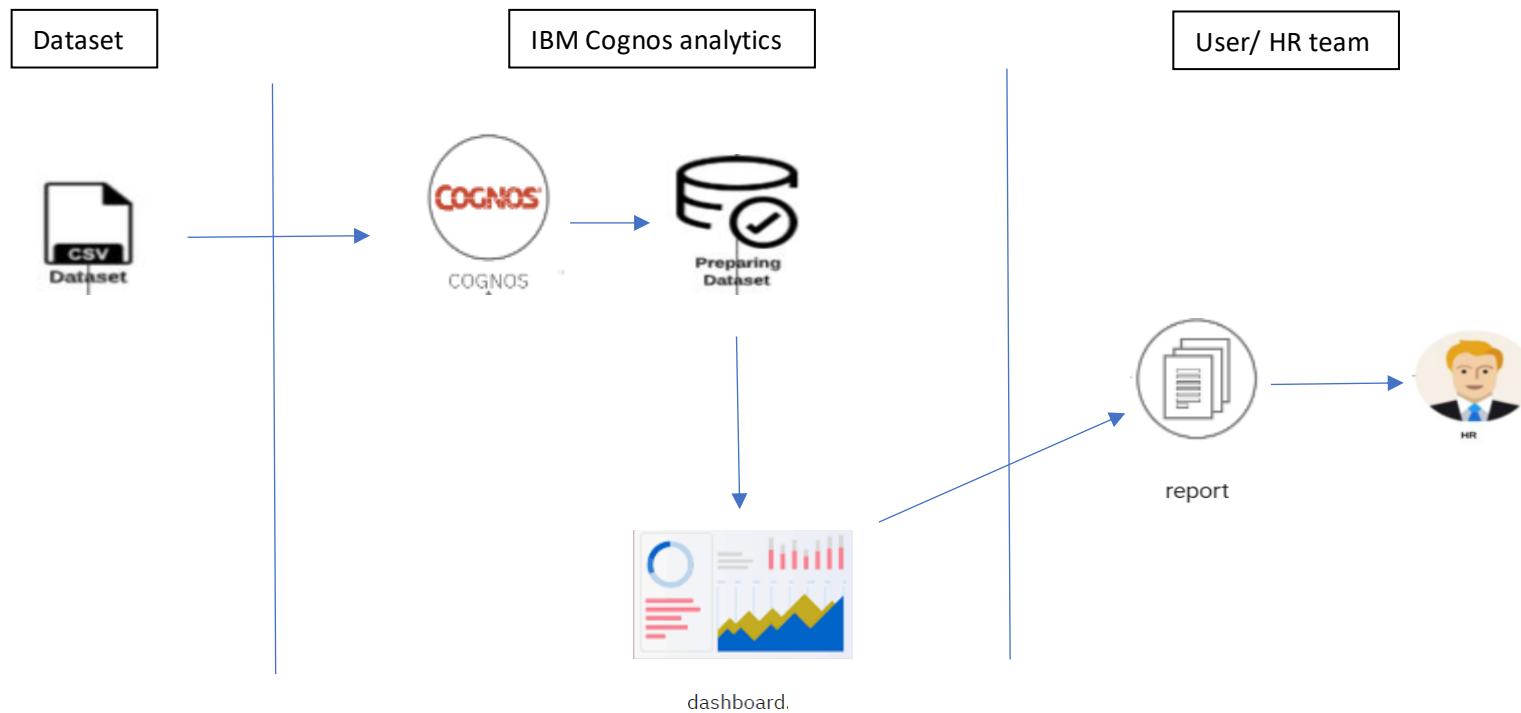 Dataset
IBM Cognos analytics
User/ HR team
CSV
Dataset
COGNOS
COGNOS
Preparing
Dataset
HR
report
dashboard.